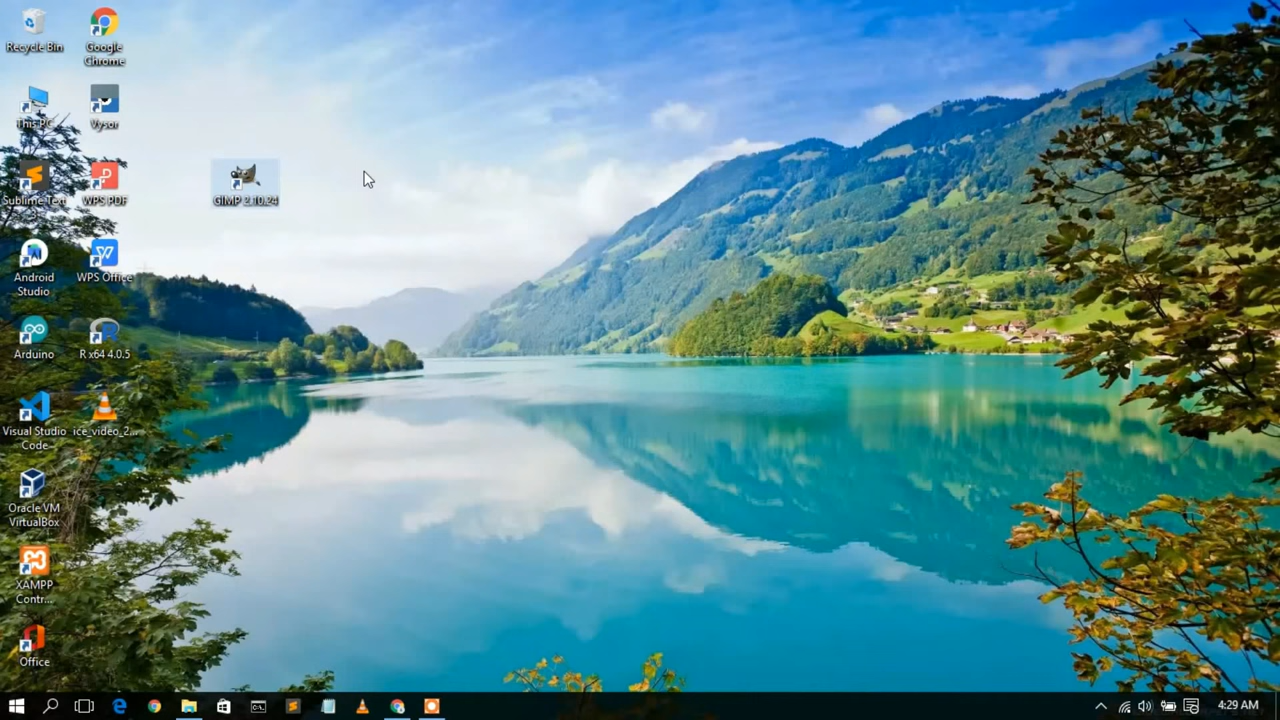 Recycle Bin
Google
Chrome
This PC
Vysor
Sublime Text
WPS PDF
GIMP 2.10.24
Android
Studio
WPS Office
Arduino
R x64 4.0.5
Visual Studio
Code
ice_video_2...
Oracle VM
VirtualBox
XAMPP
Contr...
Office
4:29 AM